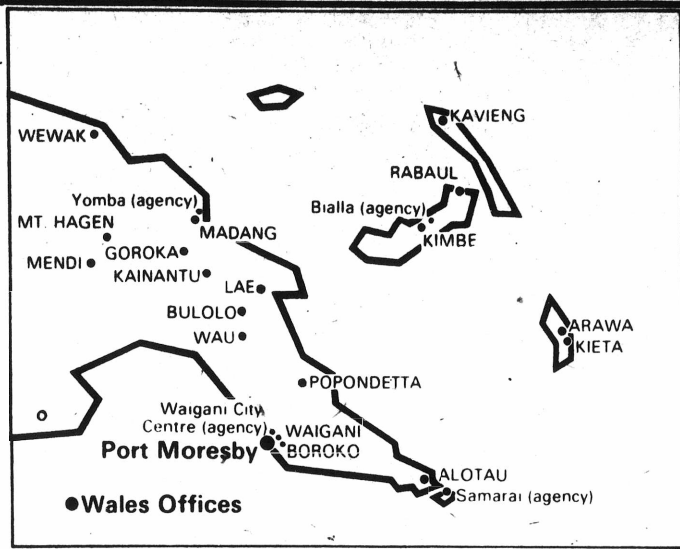 KAVIENG
WEWAK
RABAUL
Yomba (agency)
Bialla (agency)
MT. HAGEN
MADANG
KIMBE
GOROKA
MENDI
KAINANTU
LAE
BULOLO
ARAWA
WAU
KIETA
POPONDETTA
Waigani City
Centre (agency)
WAIGANI
Port Moresby
BOROKO
ALOTAU
Samarai (agency)
Wales Offices